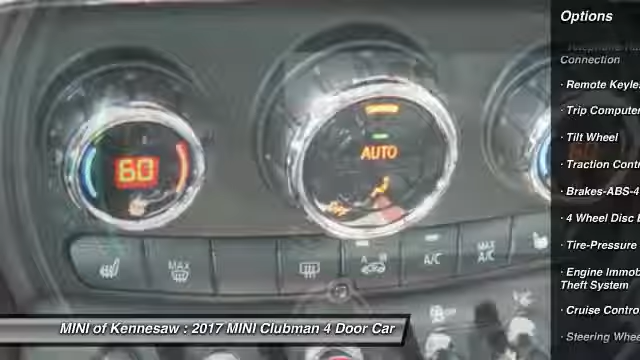 Options
Connection
· Remote Keyle
· Trip Computer
· Tilt Wheel
· Traction Contr
· Brakes-ABS-4
· 4 Wheel Disc B
· Tire-Pressure
· Engine Immob
Theft System
· Cruise Contro
· Steering Whee
60
AUTO
MAX
A
M
A/C
MAX
A/C
MINI of Kennesaw : 2017 MINI Clubman 4 Door Car